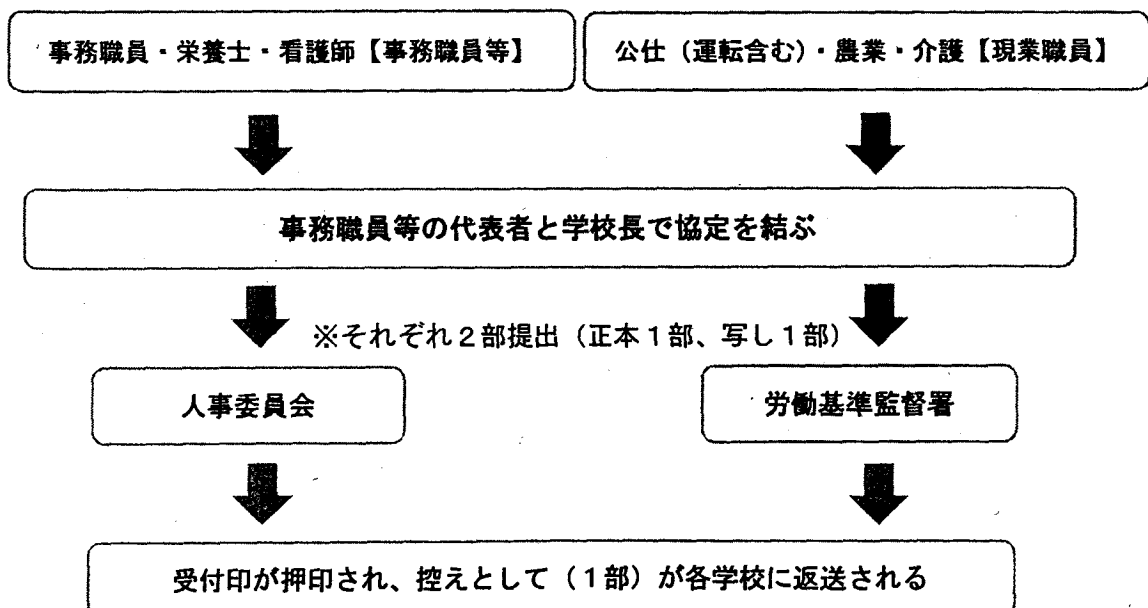 事務職員・栄養士・看護師【事務職員等】
公仕（運転含む）・農業・介護【現業職員】
事務職員等の代表者と学校長で協定を結ぶ
※それぞれ２部提出（正本１部、写し１部）
人事委員会
労働基準監督署
受付印が押印され、控えとして（１部）が各学校に返送される